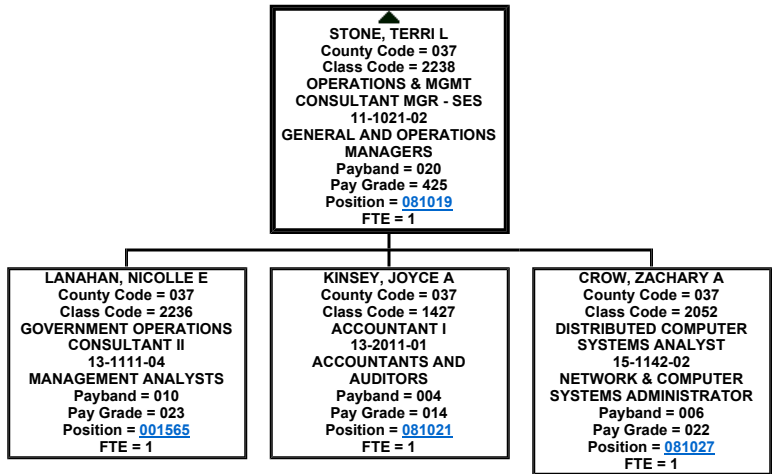 STONE, TERRI L
County Code = 037
Class Code = 2238
OPERATIONS & MGMT
CONSULTANT MGR - SES
11-1021-02
GENERAL AND OPERATIONS
MANAGERS
Payband = 020
Pay Grade = 425
Position = 081019
FTE = 1
LANAHAN, NICOLLE E
County Code = 037
Class Code = 2236
GOVERNMENT OPERATIONS
CONSULTANT II
13-1111-04
MANAGEMENT ANALYSTS
Payband = 010
Pay Grade = 023
Position = 001565
FTE = 1
KINSEY, JOYCE A
County Code = 037
Class Code = 1427
ACCOUNTANT I
13-2011-01
ACCOUNTANTS AND
AUDITORS
Payband = 004
Pay Grade = 014
Position = 081021
FTE = 1
CROW, ZACHARY A
County Code = 037
Class Code = 2052
DISTRIBUTED COMPUTER
SYSTEMS ANALYST
15-1142-02
NETWORK & COMPUTER
SYSTEMS ADMINISTRATOR
Payband = 006
Pay Grade = 022
Position = 081027
FTE = 1